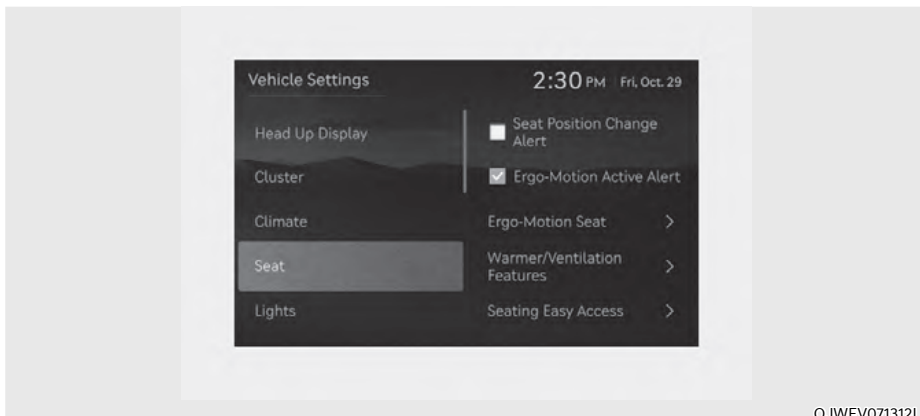 Vehicle Settings
2:30 PM Fri, Oct. 29
Head Up Display
Cluster
Climate
Seat
Lights
Seat Position Change
Alert
Ergo-Motion Active Alert
Ergo-Motion Seat
Warmer/Ventilation
Features
Seating Easy Access